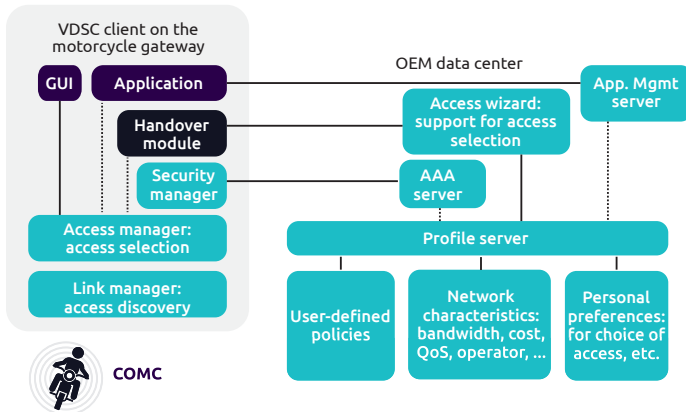 VDSC client on the
motorcycle gateway
OEM data center
GUI
Application
App. Mgmt
server
Handover
module
Access wizard:
support for access
selection
Security
manager
AAA
server
Access manager:
access selection
Profile server
Link manager:
access discovery
User-defined
policies
Network
characteristics:
bandwidth, cost,
QoS, operator, ...
Personal
preferences:
for choice of
access, etc.
COMC